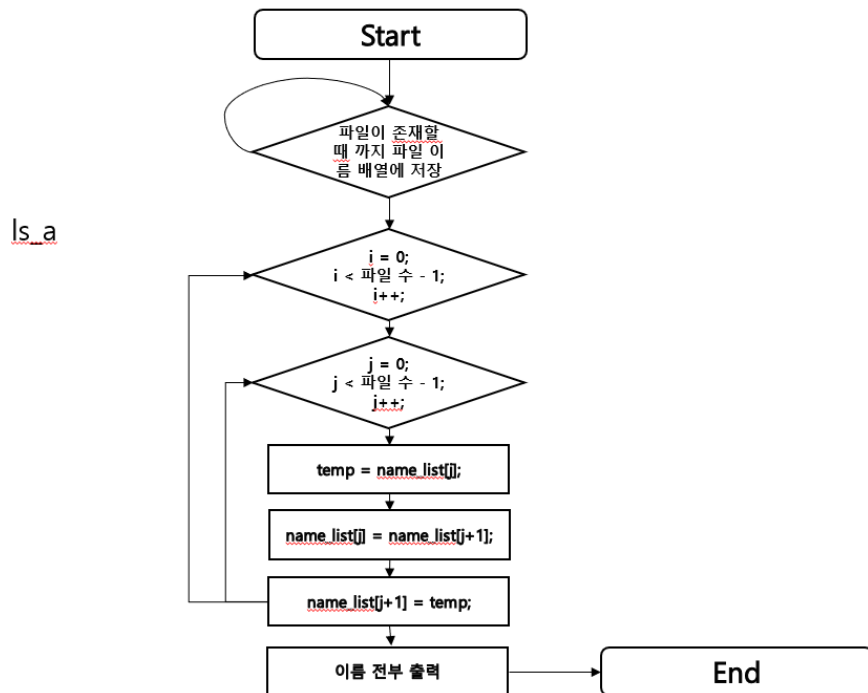 Start
파일이 존재할
때 까지 파일 이
름 배열에 저장
ls_a
i = 0;
i < 파일 수 - 1;
i++;
j = 0;
j < 파일 수 - 1;
j++;
temp = name_list[j];
name_list[j] = name_list[j+1];
name_list[j+1] = temp;
이름 전부 출력
End